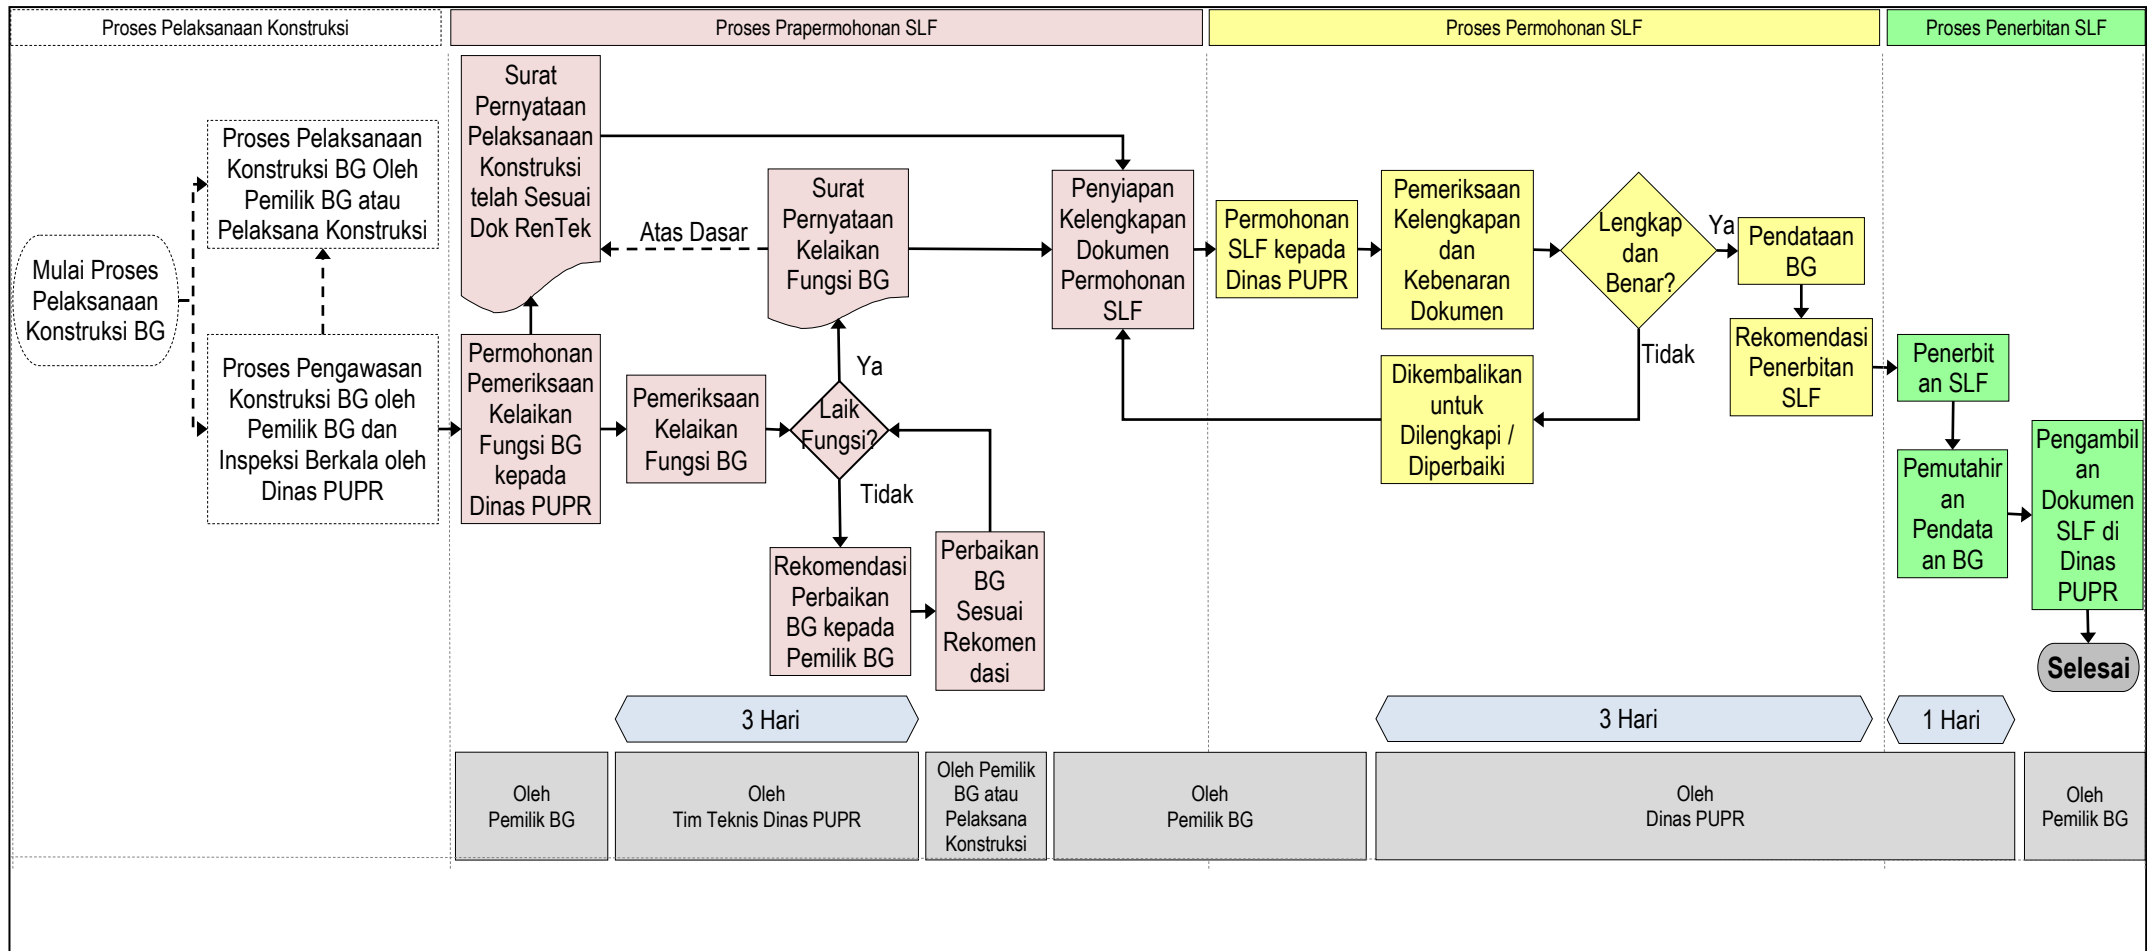 Proses Pelaksanaan Konstruksi
Proses Prapermohonan SLF
Proses Permohonan SLF
Proses Penerbitan SLF
Mulai Proses
Pelaksanaan
Konstruksi BG
Proses Pelaksanaan
Konstruksi BG Oleh
Pemilik BG atau
Pelaksana Konstruksi
Proses Pengawasan
Konstruksi BG oleh
Pemilik BG dan
Inspeksi Berkala oleh
Dinas PUPR
Surat
Pernyataan
Pelaksanaan
Konstruksi
telah Sesuai
Dok RenTek
Permohonan
Pemeriksaan
Kelaikan
Fungsi BG
kepada
Dinas PUPR
Atas Dasar
Pemeriksaan
Kelaikan
Fungsi BG
Surat
Pernyataan
Kelaikan
Fungsi BG
Ya
Laik
Fungsi?
Tidak
Rekomendasi
Perbaikan
BG kepada
Pemilik BG
Perbaikan
BG
Sesuai
Rekomen
dasi
Penyiapan
Kelengkapan
Dokumen
Permohonan
SLF
Permohonan
SLF kepada
Dinas PUPR
Pemeriksaan
Kelengkapan
dan
Kebenaran
Dokumen
Lengkap
dan
Benar?
Ya
Tidak
Dikembalikan
untuk
Dilengkapi /
Diperbaiki
Pendataan
BG
Rekomendasi
Penerbitan
SLF
Penerbit
an SLF
Pemutahir
an
Pendata
an BG
Pengambil
an
Dokumen
SLF di
Dinas
PUPR
Selesai
3 Hari
3 Hari
1 Hari
Oleh
Pemilik BG
Oleh
Tim Teknis Dinas PUPR
Oleh Pemilik
BG atau
Pelaksana
Konstruksi
Oleh
Pemilik BG
Oleh
Dinas PUPR
Oleh
Pemilik BG